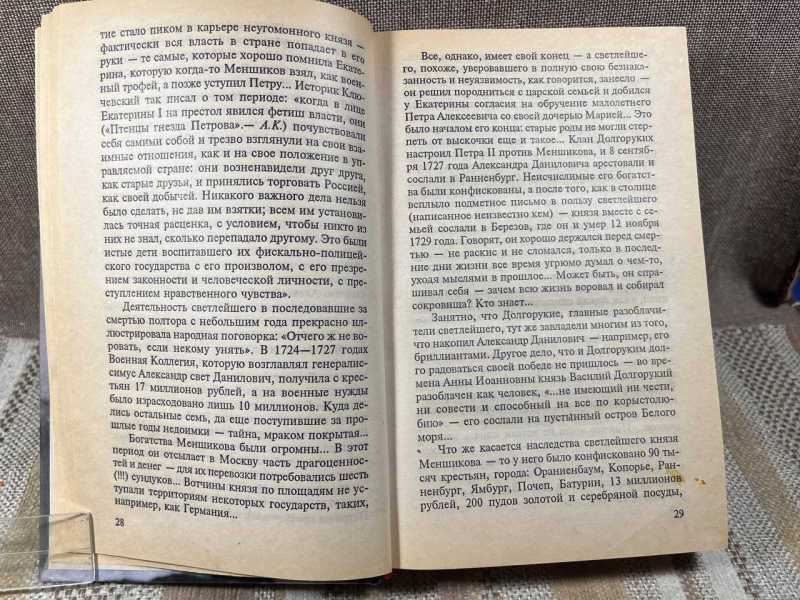 тие стало пиком в карьере неугомонного князя —
фактически вся власть в стране попадает в его
руки — те самые, которые хорошо помнила Екате-
рина, которую когда-то Меншиков взял, как воен-
ный трофей, а позже уступил Петру... Историк Клю-
чевский так писал о том периоде: «когда в лице
Екатерины I на престол явился фетиш власти, они
(«Птенцы гнезда Петрова».— А.К.) почувствовали
себя самими собой и трезво взглянули на свои вза-
имные отношения, как и на свое положение в уп-
равляемой стране: они возненавидели друг друга,
как старые друзья, и принялись торговать Россией,
как своей добычей. Никакого важного дела нельзя
было сделать, не дав им взятки; всем им установи-
лась точная расценка, с условием, чтобы никто из
них не знал, сколько перепадало другому. Это были
истые дети воспитавшего их фискально-полицей-
ского государства с его произволом, с его презре-
нием законности и человеческой личности, с при-
туплением нравственного чувства».
Деятельность светлейшего в последовавшие за
смертью полтора с небольшим года прекрасно ил-
люстрировала народная поговорка: «Отчего ж не во-
ровать, если некому унять». В 1724—1727 годах
Военная Коллегия, которую возглавлял генералис-
симус Александр свет Данилович, получила с крес-
тьян 17 миллионов рублей, а на военные нужды
было израсходовано лишь 10 миллионов. Куда де-
лись остальные семь, да еще поступившие за про-
шлые годы недоимки — тайна, мраком покрытая...
Богатства Меншикова были огромны... В этот
период он отсылает в Москву часть драгоценнос-
тей и денег — для их перевозки потребовались шесть
(!!!) сундуков... Вотчины князя по площадям не ус-
тупали территориям некоторых государств, таких,
например, как Германия...
28
Все, однако, имеет свой конец — а светлейше-
го, похоже, уверовавшего в полную свою безнака-
занность и неуязвимость, как говорится, занесло —
он решил породниться с царской семьей и добился
у Екатерины согласия на обручение малолетнего
Петра Алексеевича со своей дочерью Марией... Это
было началом его конца: старые роды не могли стер-
петь от выскочки еще и такое... Клан Долгоруких
настроил Петра II против Меншикова, и 8 сентяб-
ря 1727 года Александра Даниловича арестовали и
сослали в Ранниенбург. Неисчислимые его богатст-
ва были конфискованы, а после того, как в столице
всплыло подметное письмо в пользу светлейшего
(написанное неизвестно кем) — князя вместе с се-
мьей сослали в Березов, где он и умер 12 ноября
1729 года. Говорят, он хорошо держался перед смер-
тью — не раскис и не сломался, только в послед-
ние дни жизни все время угрюмо думал о чем-то,
уходя мыслями в прошлое... Может быть, он спра-
шивал себя — зачем всю жизнь воровал и собирал
сокровища? Кто знает...
Занятно, что Долгорукие, главные разоблачи-
тели светлейшего, тут же завладели многим из того,
что накопил Александр Данилович — например, его
бриллиантами. Другое дело, что и Долгоруким долго
радоваться своей победе не пришлось — во вре-
мена Анны Иоанновны князь Василий Долгорукий
разоблачен как человек, «...не имеющий ни чести,
ни совести и способный на все по корыстолю-
бию» — его сослали на пустынный остров Белого
моря...
Что же касается наследства светлейшего князя
Меншикова — то у него было конфисковано 90 ты-
сяч крестьян, города: Ораниенбаум, Копорье, Ран-
ненбург, Ямбург, Почеп, Батурин, 13 миллионов
рублей, 200 пудов золотой и серебряной посуды,
29